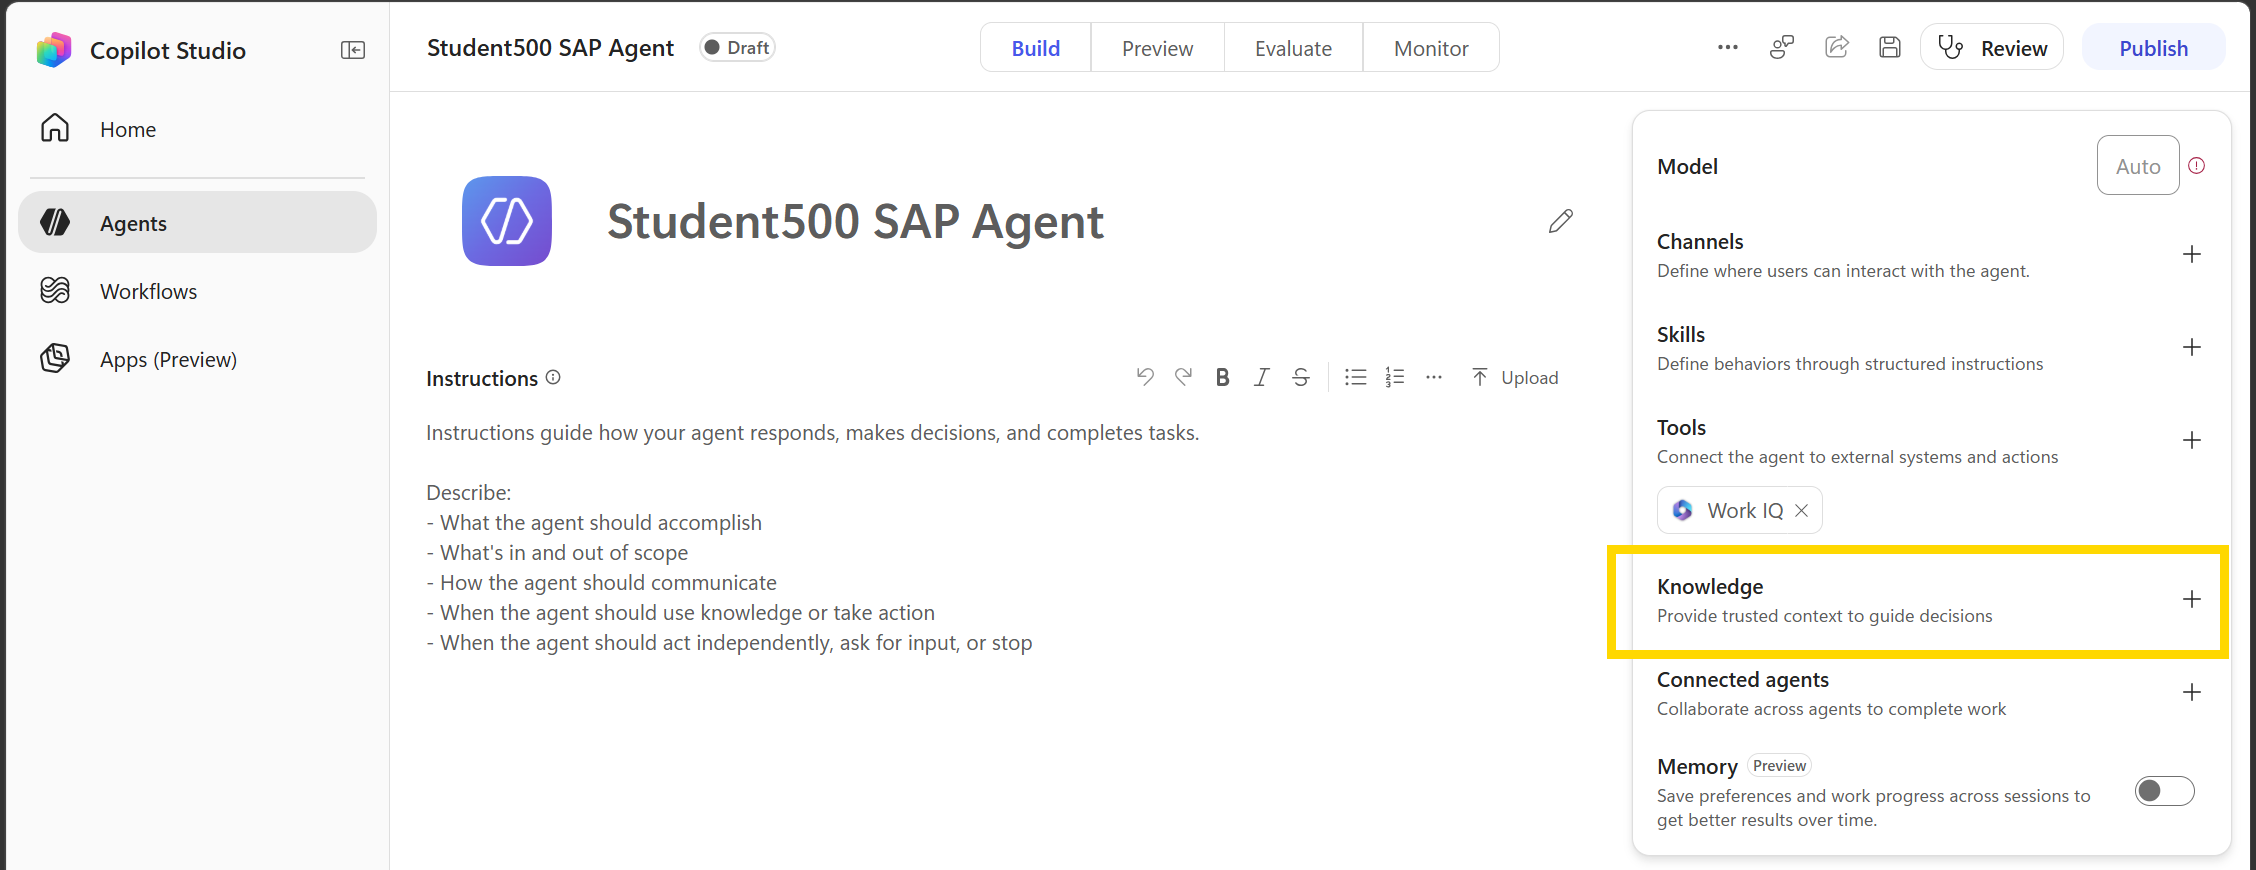 Copilot Studio
Home
Agents
Workflows
Apps (Preview)
Student500 SAP Agent
Draft
Build
Preview
Evaluate
Monitor
Review
Publish
Student500 SAP Agent
Instructions
Upload
Instructions guide how your agent responds, makes decisions, and completes tasks.
Describe:
- What the agent should accomplish
- What's in and out of scope
- How the agent should communicate
- When the agent should use knowledge or take action
- When the agent should act independently, ask for input, or stop
Model
Auto
Channels
Define where users can interact with the agent.
Skills
Define behaviors through structured instructions
Tools
Connect the agent to external systems and actions
Work IQ
Knowledge
Provide trusted context to guide decisions
Connected agents
Collaborate across agents to complete work
Memory
Preview
Save preferences and work progress across sessions to
get better results over time.